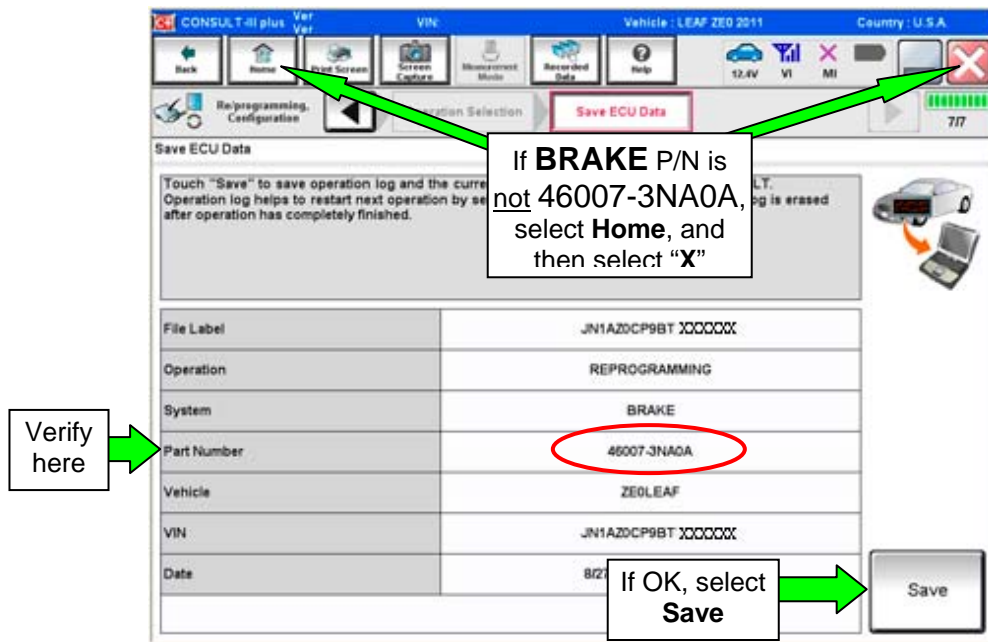 CONSULT-III plus Ver Ver VIN: Vehicle : LEAF ZE0 2011 Country : U.S.A.
Back Home Print Screen Screen Capture Measurement Mode Recorded Data Help 12.4V VI MI
Re/programming, Configuration Operation Selection Save ECU Data 7/7
Save ECU Data
Touch "Save" to save operation log and the
Operation log helps to restart next operation by is erased
after operation has completely finished.
If BRAKE P/N is
not 46007-3NA0A,
select Home, and
then select “X”
File Label JN1AZ0CP9BT XXXXXX
Operation REPROGRAMMING
System BRAKE
Verify
here
Part Number 46007-3NA0A
Vehicle ZE0LEAF
VIN JN1AZ0CP9BT XXXXXX
Date 8/27
If OK, select
Save
Save